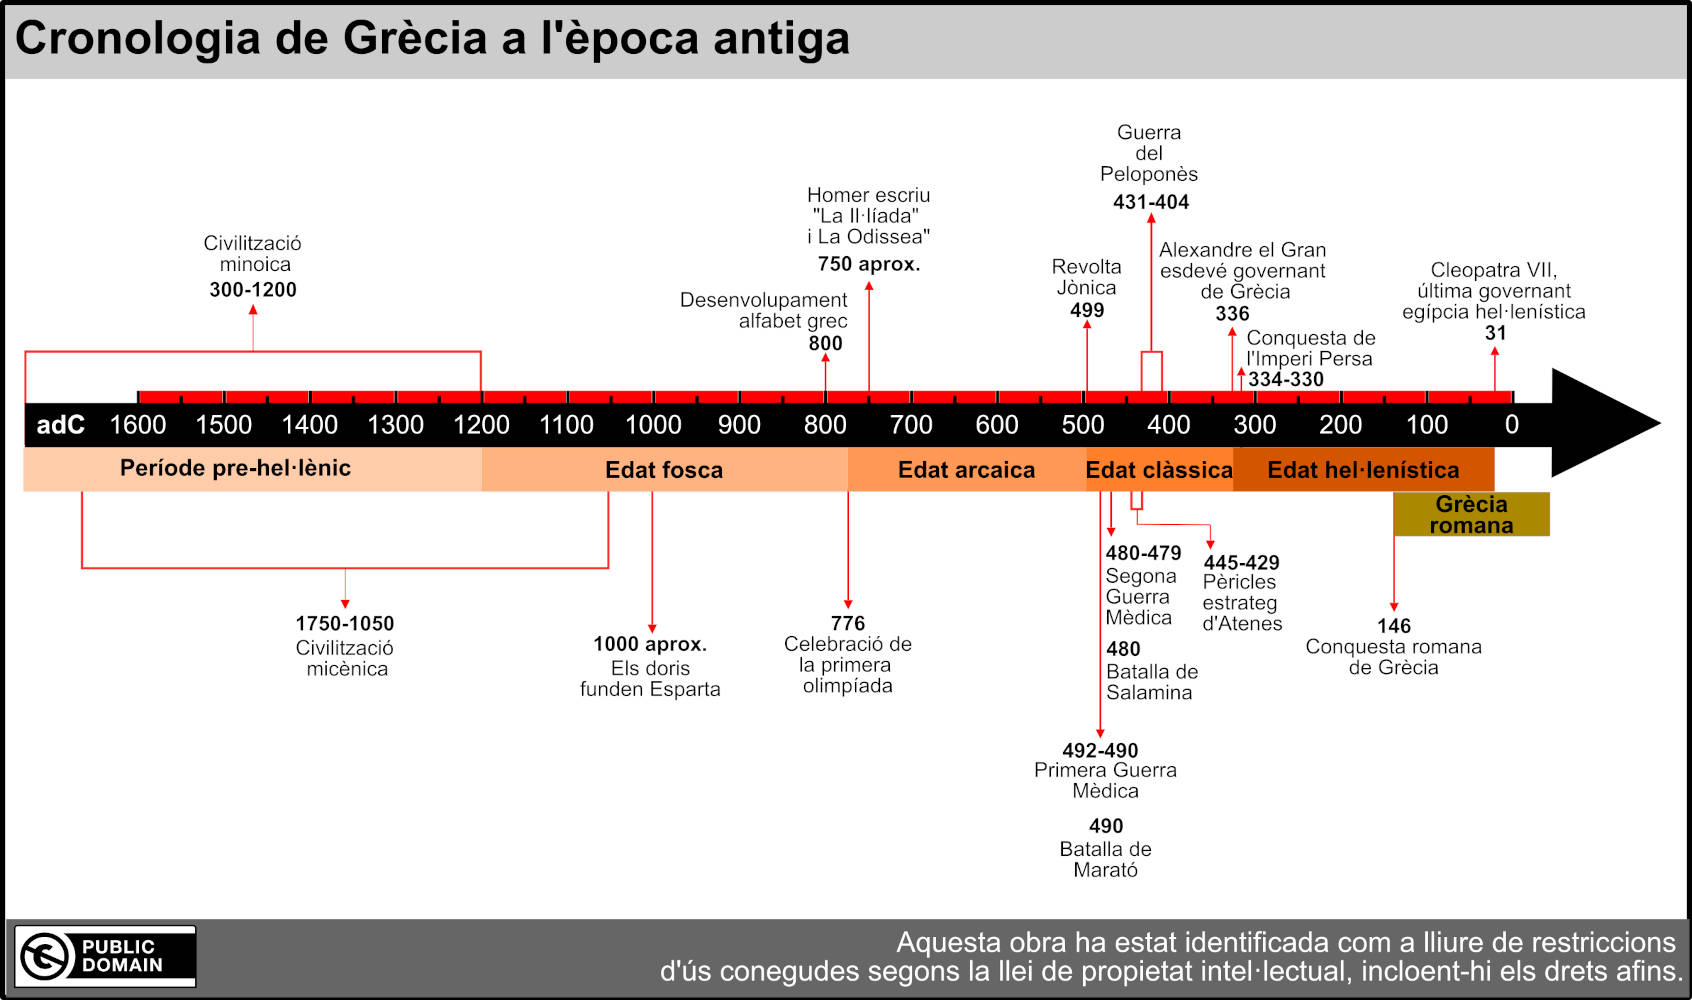 Cronologia de Grècia a l'època antiga
Guerra
del
Peloponès
431-404
Homer escriu
"La Il·líada"
i La Odissea"
750 aprox.
Civilització
minoica
300-1200
Desenvolupament
alfabet grec
800
Revolta
Jònica
499
Alexandre el Gran
esdevé governant
de Grècia
336
Conquesta de
l'Imperi Persa
334-330
Cleopatra VII,
última governant
egípcia hel·lenística
31
adC 1600 1500 1400 1300 1200 1100 1000 900 800 700 600 500 400 300 200 100 0
Període pre-hel·lènic Edat fosca Edat arcaica Edat clàssica Edat hel·lenística
Grècia
romana
1750-1050
Civilització
micènica
1000 aprox.
Els doris
funden Esparta
776
Celebració de
la primera
olimpíada
480-479
Segona
Guerra
Mèdica
480
Batalla de
Salamina
445-429
Pèricles
estrateg
d'Atenes
146
Conquesta romana
de Grècia
492-490
Primera Guerra
Mèdica
490
Batalla de
Marató
PUBLIC
DOMAIN
Aquesta obra ha estat identificada com a lliure de restriccions
d'ús conegudes segons la llei de propietat intel·lectual, incloent-hi els drets afins.